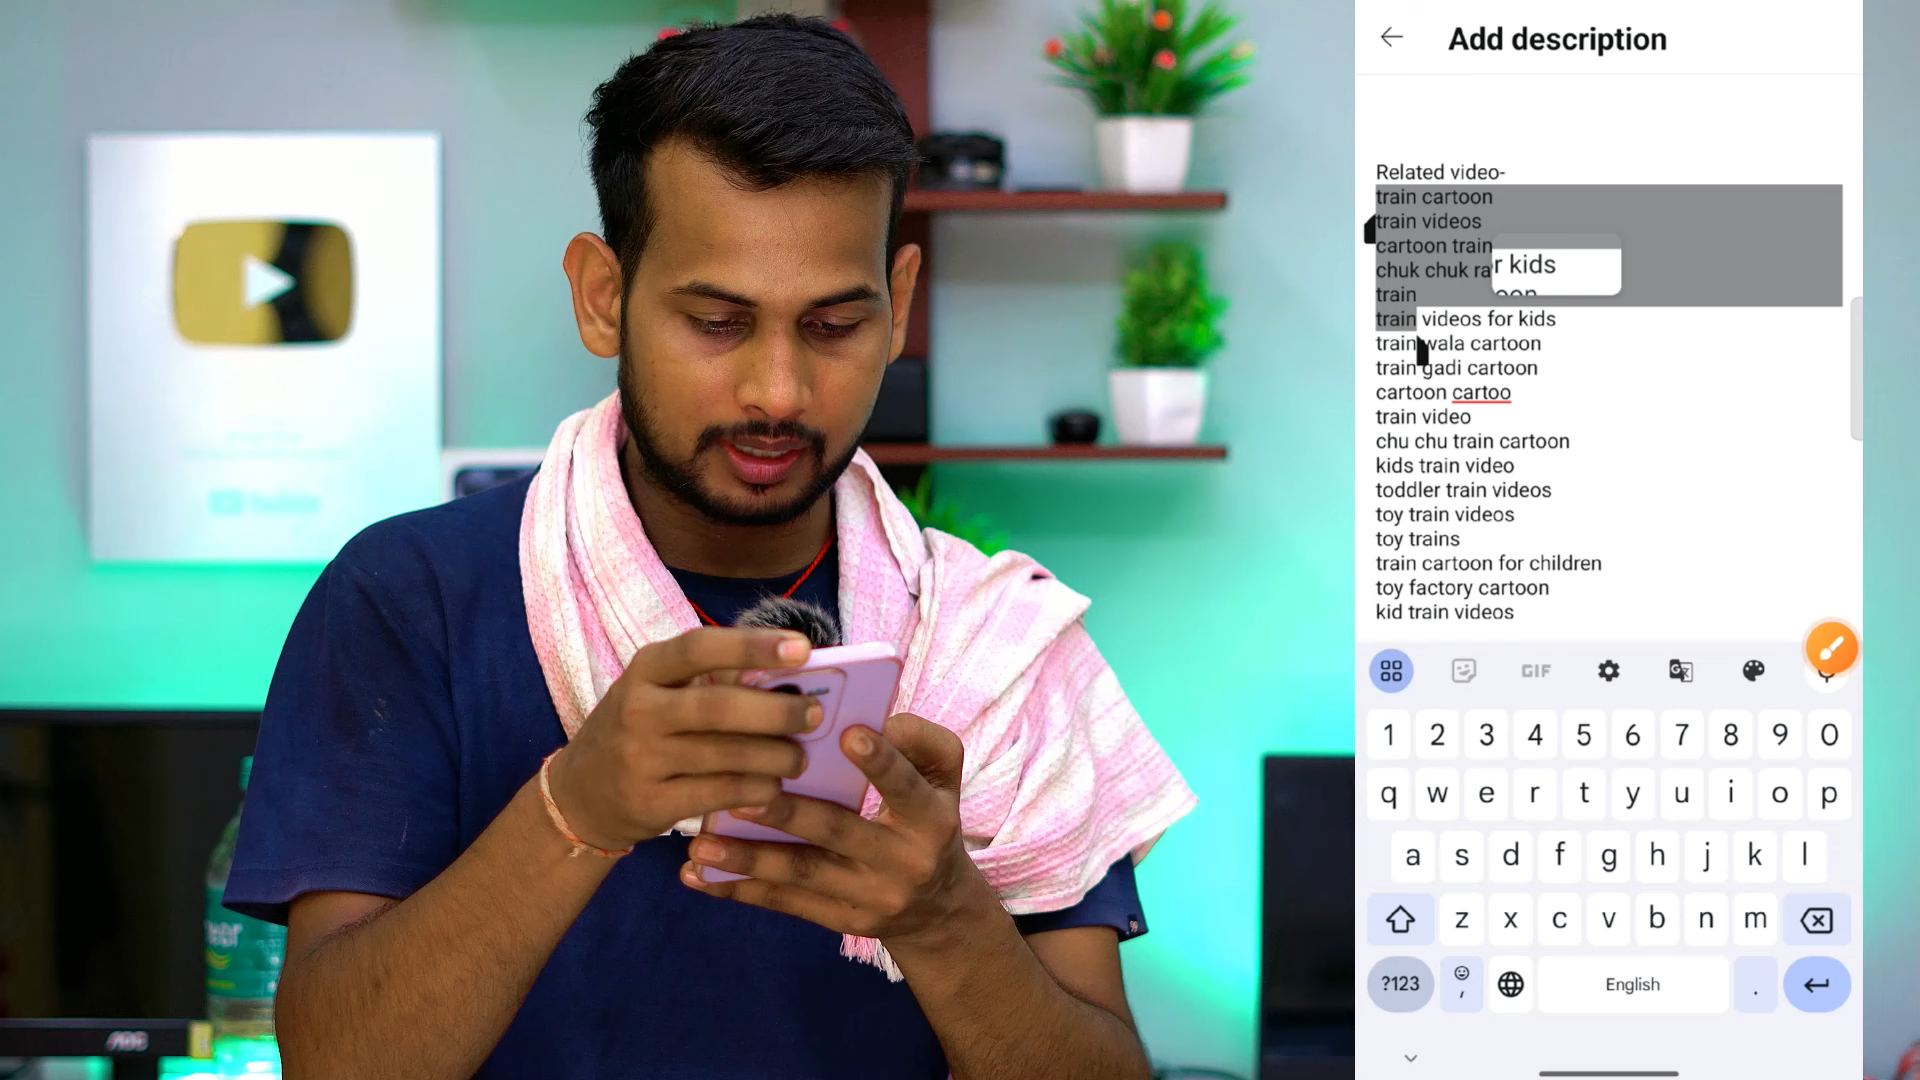 Add description
Related video-
train cartoon
train videos
cartoon train
chuk chuk ra
r kids
train
train videos for kids
train wala cartoon
train gadi cartoon
cartoon cartoo
train video
chu chu train cartoon
kids train video
toddler train videos
toy train videos
toy trains
train cartoon for children
toy factory cartoon
kid train videos
GIF
1 2 3 4 5 6 7 8 9 0
q w e r t y u i o p
a s d f g h j k l
z x c v b n m
?123 , English .
AOC